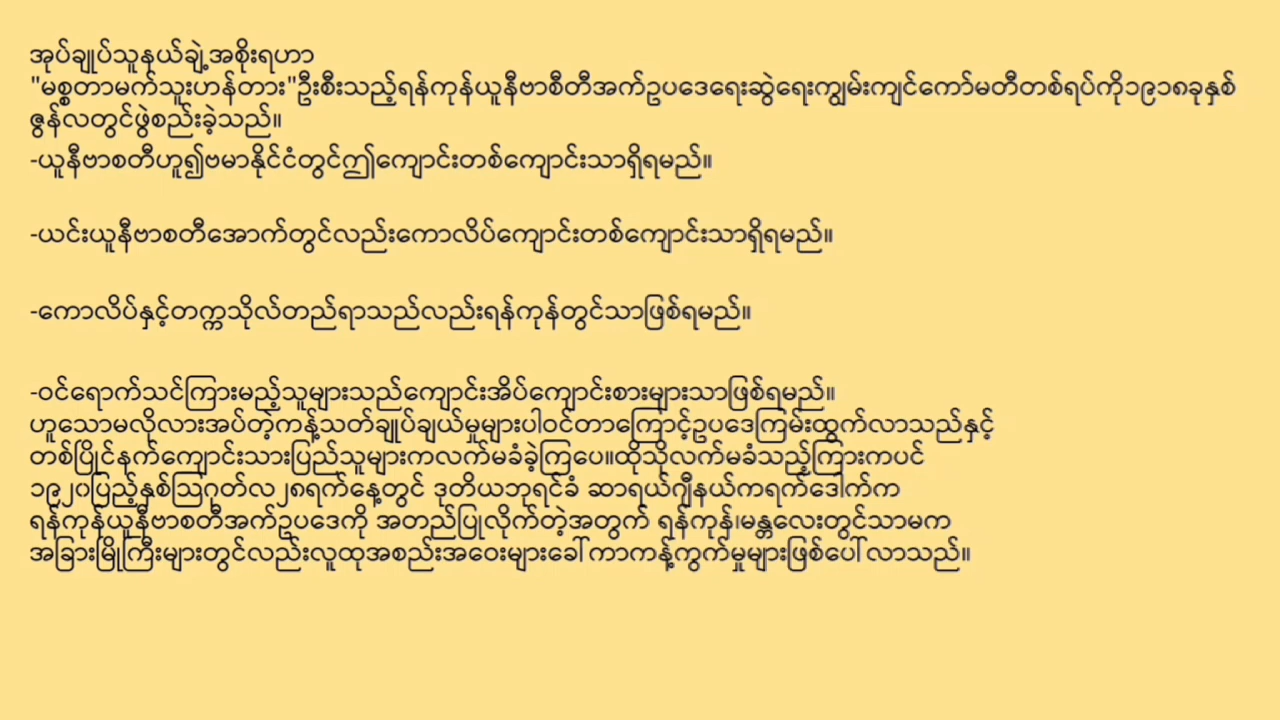 အုပ်ချုပ်သူနယ်ချဲ့အစိုးရဟာ
"မစ္စတာမက်သူးဟန်တား"ဦးစီးသည့်ရန်ကုန်ယူနီဗာစီတီအက်ဥပဒေရေးဆွဲရေးကျွမ်းကျင်ကော်မတီတစ်ရပ်ကို၁၉၁၈ခုနှစ်
ဇွန်လတွင်ဖွဲ့စည်းခဲ့သည်။
-ယူနီဗာစတီဟူ၍ဗမာနိုင်ငံတွင်ဤကျောင်းတစ်ကျောင်းသာရှိရမည်။
-ယင်းယူနီဗာစတီအောက်တွင်လည်းကောလိပ်ကျောင်းတစ်ကျောင်းသာရှိရမည်။
-ကောလိပ်နှင့်တက္ကသိုလ်တည်ရာသည်လည်းရန်ကုန်တွင်သာဖြစ်ရမည်။
-ဝင်ရောက်သင်ကြားမည့်သူများသည်ကျောင်းအိပ်ကျောင်းစားများသာဖြစ်ရမည်။
ဟူသောမလိုလားအပ်တဲ့ကန့်သတ်ချုပ်ချယ်မှုများပါဝင်တာကြောင့်ဥပဒေကြမ်းထွက်လာသည်နှင့်
တစ်ပြိုင်နက်ကျောင်းသားပြည်သူများကလက်မခံခဲ့ကြပေ။ထိုသိုလက်မခံသည့်ကြားကပင်
၁၉၂၀ပြည့်နှစ်ဩဂုတ်လ၂၈ရက်နေ့တွင် ဒုတိယဘုရင်ခံ ဆာရယ်ဂျီနယ်ကရက်ဒေါက်က
ရန်ကုန်ယူနီဗာစတီအက်ဥပဒေကို အတည်ပြုလိုက်တဲ့အတွက် ရန်ကုန်၊မန္တလေးတွင်သာမက
အခြားမြို့ကြီးများတွင်လည်းလူထုအစည်းအဝေးများခေါ်ကာကန့်ကွက်မှုများဖြစ်ပေါ်လာသည်။